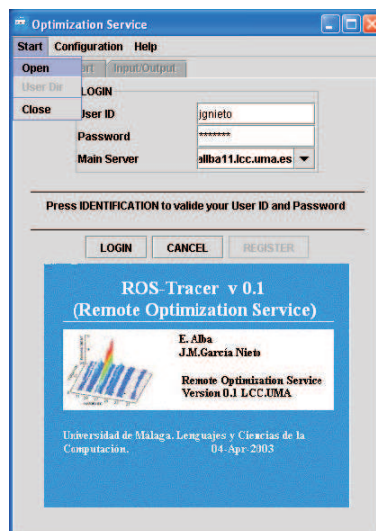 Optimization Service
Start Configuration Help
Open
User Dir
Close
Input/Output
LOGIN
User ID jgnieto
Password *******
Main Server allba11.lcc.uma.es
Press IDENTIFICATION to valide your User ID and Password
LOGIN CANCEL REGISTER
ROS-Tracer v 0.1
(Remote Optimization Service)
E. Alba
J.M.García Nieto
Remote Optimization Service
Version 0.1 LCC.UMA
Universidad de Malaga. Lenguajes y Ciencias de la
Computación. 04-Apr-2003